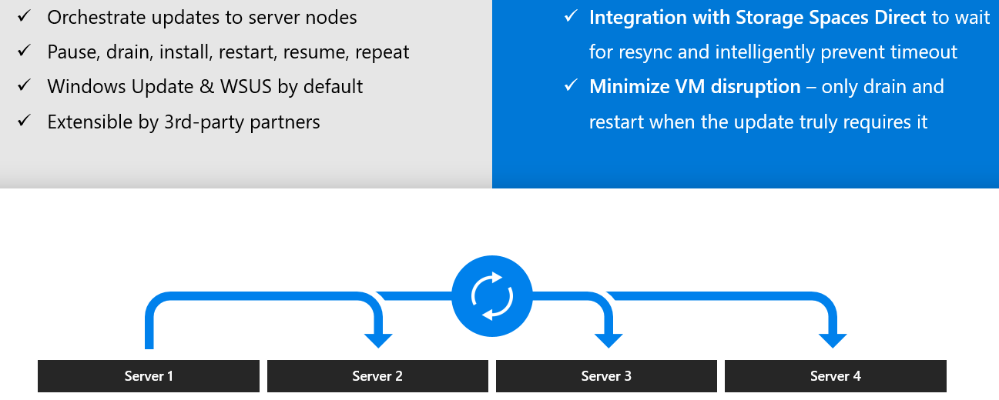 Orchestrate updates to server nodes
Pause, drain, install, restart, resume, repeat
Windows Update & WSUS by default
Extensible by 3rd-party partners
Integration with Storage Spaces Direct to wait
for resync and intelligently prevent timeout
Minimize VM disruption – only drain and
restart when the update truly requires it
Server 1
Server 2
Server 3
Server 4